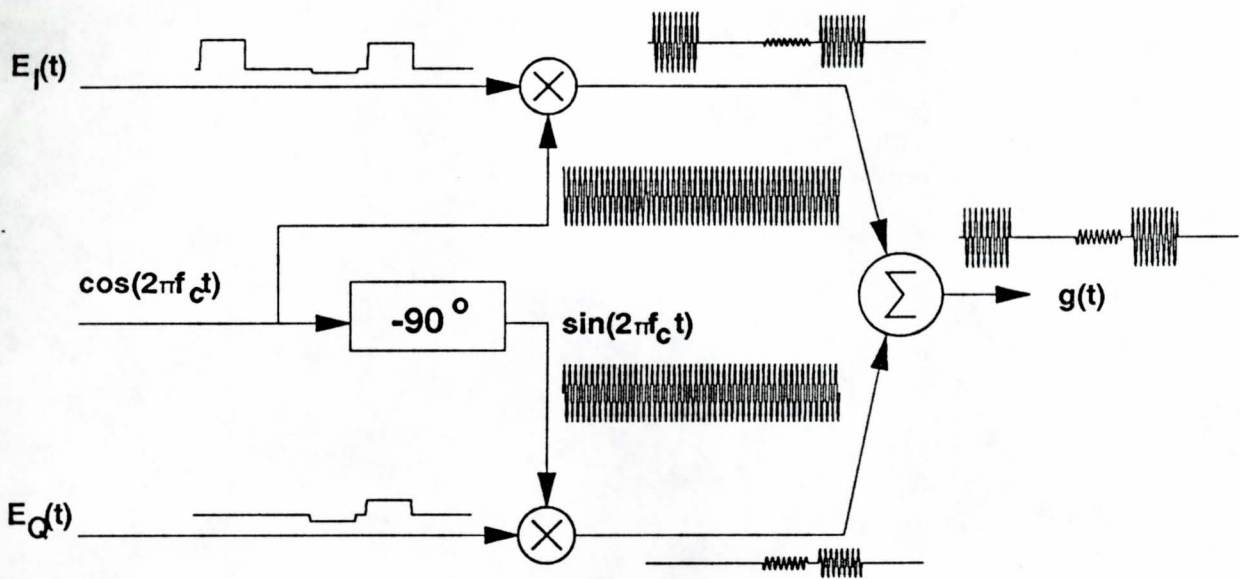 E_I(t)
cos(2πf_ct)
-90°
sin(2πf_ct)
Σ
g(t)
E_Q(t)